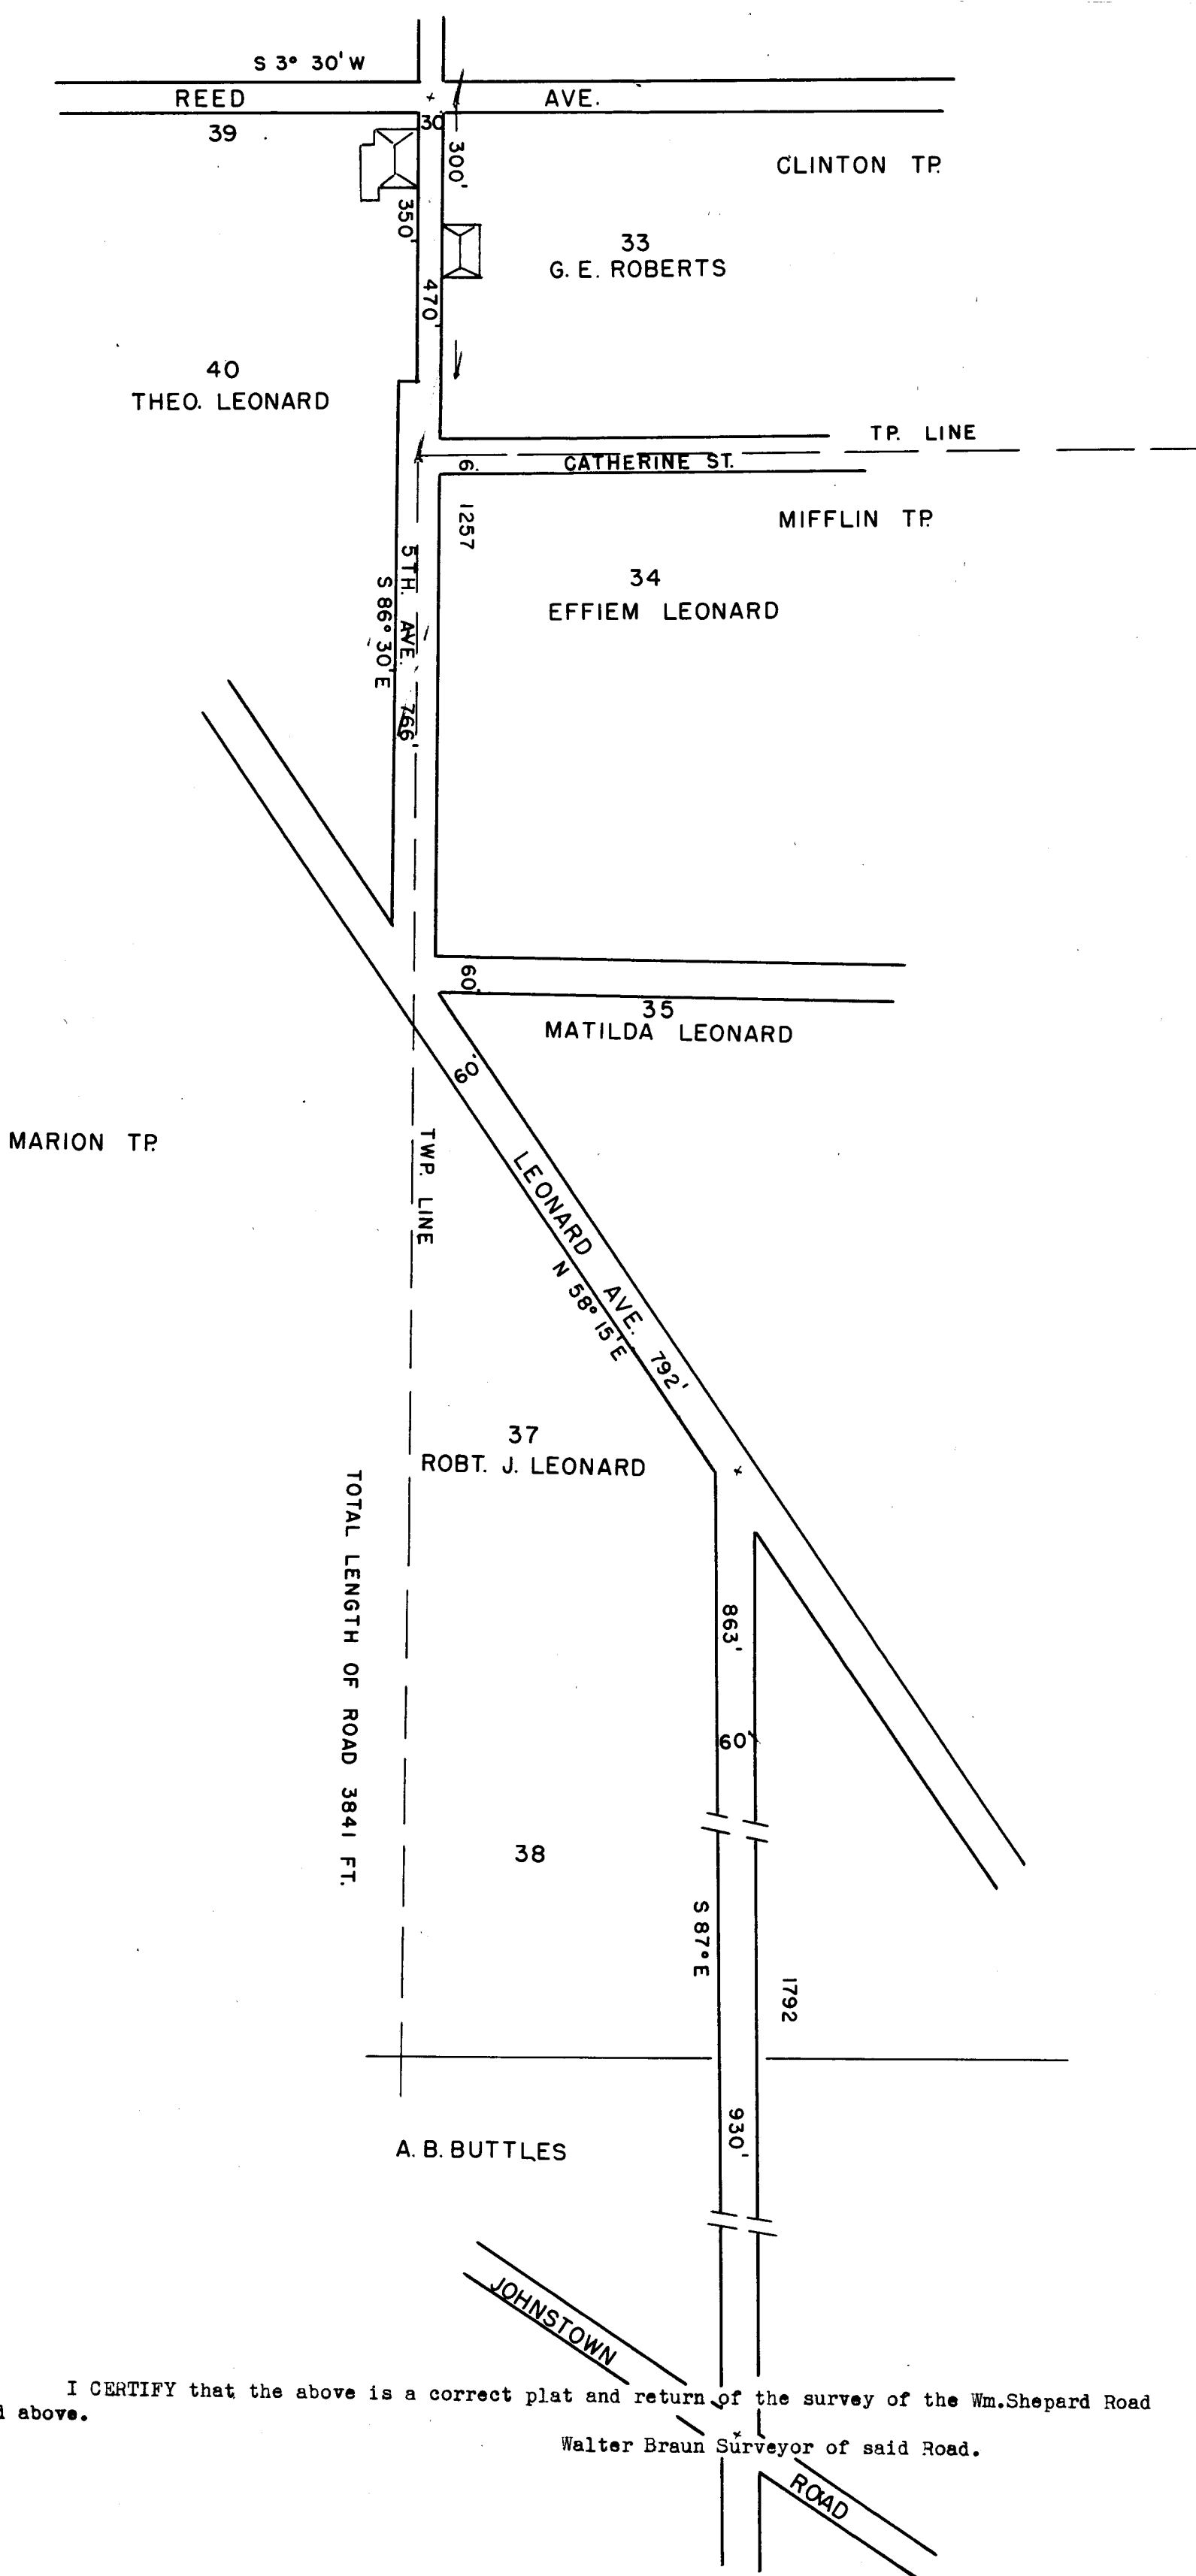 S 3° 30' W
REED AVE.
39
30
300'
CLINTON TP.
350'
33
G. E. ROBERTS
470'
40
THEO. LEONARD
TP. LINE
6.
CATHERINE ST.
1257
MIFFLIN TP.
5TH. AVE. 766'
S 86° 30' E
34
EFFIEM LEONARD
60'
35
MATILDA LEONARD
60'
MARION TP.
TWP. LINE
LEONARD AVE. 792'
N 58° 15' E
37
ROBT. J. LEONARD
TOTAL LENGTH OF ROAD 3841 FT.
863'
60'
38
S 87° E
1792
930'
A. B. BUTTLES
JOHNSTOWN ROAD
I CERTIFY that the above is a correct plat and return of the survey of the Wm.Shepard Road
above.
Walter Braun Surveyor of said Road.